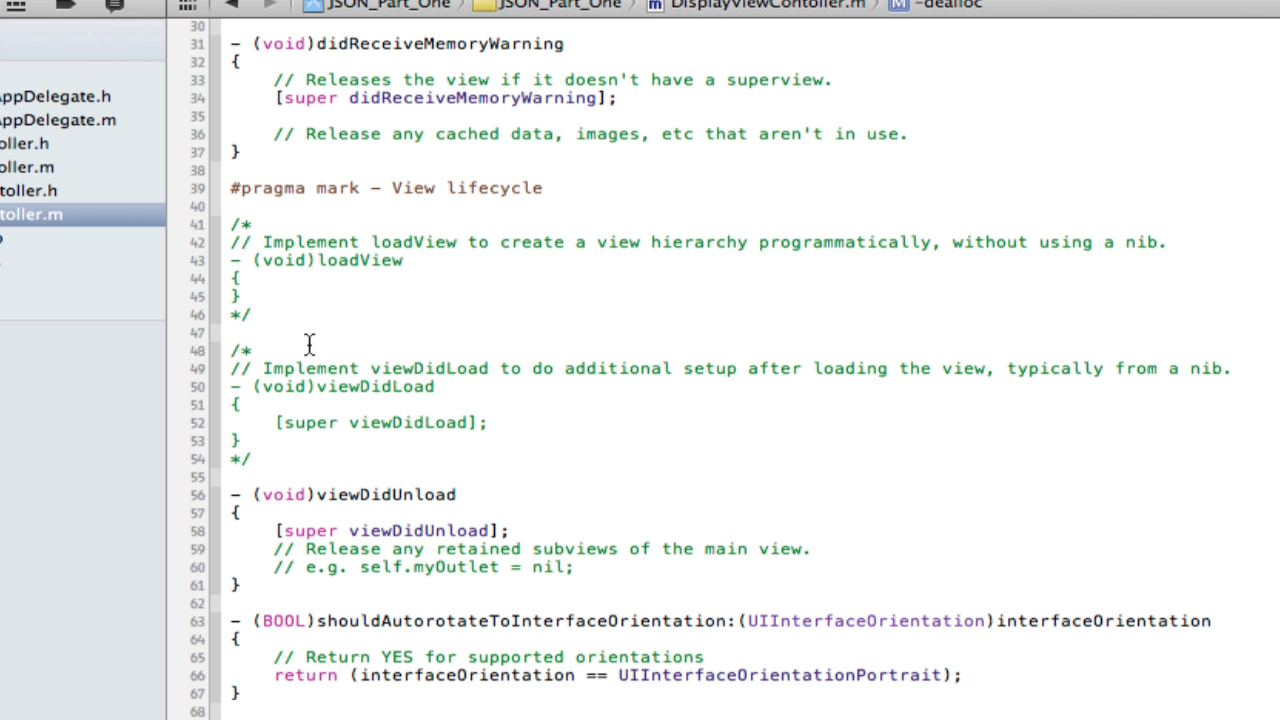 JSON_Part_One JSON_Part_One m DisplayViewContoller.m M -dealloc
AppDelegate.h
AppDelegate.m
oller.h
oller.m
toller.h
toller.m
30
31 - (void)didReceiveMemoryWarning
32 {
33 // Releases the view if it doesn't have a superview.
34 [super didReceiveMemoryWarning];
35
36 // Release any cached data, images, etc that aren't in use.
37 }
38
39 #pragma mark - View lifecycle
40
41 /*
42 // Implement loadView to create a view hierarchy programmatically, without using a nib.
43 - (void)loadView
44 {
45 }
46 */
47
48 /*
49 // Implement viewDidLoad to do additional setup after loading the view, typically from a nib.
50 - (void)viewDidLoad
51 {
52 [super viewDidLoad];
53 }
54 */
55
56 - (void)viewDidUnload
57 {
58 [super viewDidUnload];
59 // Release any retained subviews of the main view.
60 // e.g. self.myOutlet = nil;
61 }
62
63 - (BOOL)shouldAutorotateToInterfaceOrientation:(UIInterfaceOrientation)interfaceOrientation
64 {
65 // Return YES for supported orientations
66 return (interfaceOrientation == UIInterfaceOrientationPortrait);
67 }
68